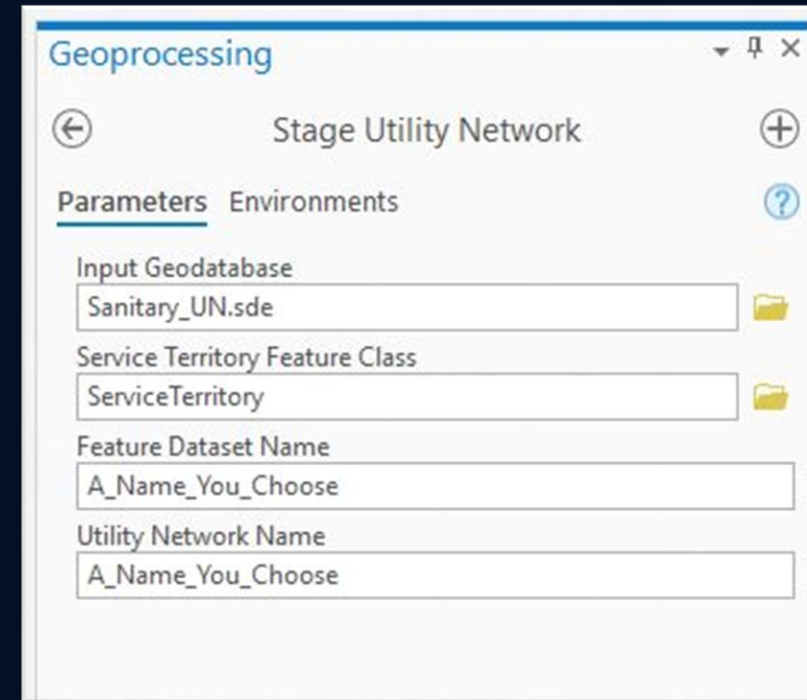 Geoprocessing
Stage Utility Network
Parameters Environments
Input Geodatabase
Sanitary_UN.sde
Service Territory Feature Class
ServiceTerritory
Feature Dataset Name
A_Name_You_Choose
Utility Network Name
A_Name_You_Choose